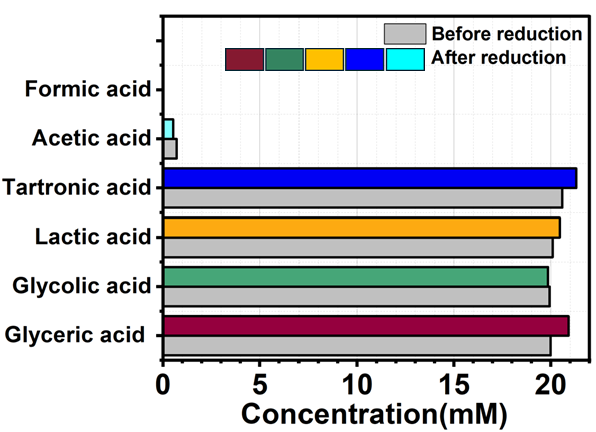 Before reduction
After reduction
Formic acid
Acetic acid
Tartronic acid
Lactic acid
Glycolic acid
Glyceric acid
0 5 10 15 20
Concentration(mM)